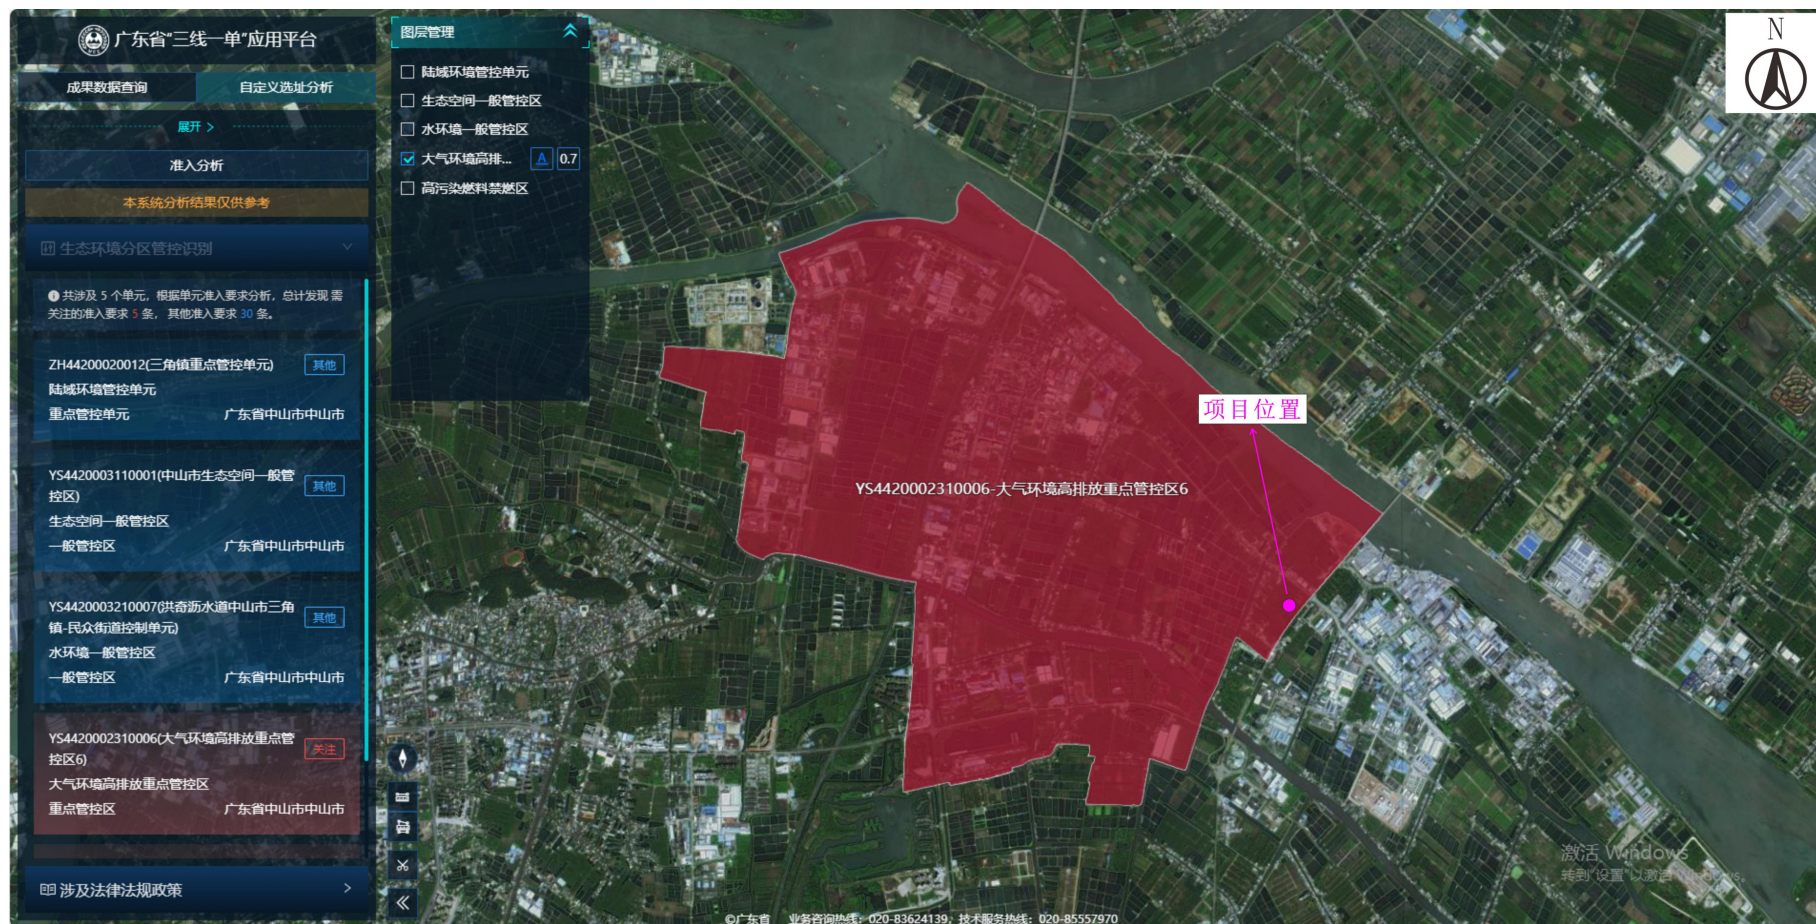 广东省"三线一单"应用平台
成果数据查询
自定义选址分析
展开 >
准入分析
本系统分析结果仅供参考
生态环境分区管控识别
共涉及 5 个单元，根据单元准入要求分析，总计发现 需
关注的准入要求 5 条， 其他准入要求 30 条。
ZH44200020012(三角镇重点管控单元)
其他
陆域环境管控单元
重点管控单元
广东省中山市中山市
YS4420003110001(中山市生态空间一般管
控区)
其他
生态空间一般管控区
一般管控区
广东省中山市中山市
YS4420003210007(洪奇沥水道中山市三角
镇-民众街道控制单元)
其他
水环境一般管控区
一般管控区
广东省中山市中山市
YS4420002310006(大气环境高排放重点管
控区6)
关注
大气环境高排放重点管控区
重点管控区
广东省中山市中山市
涉及法律法规政策
图层管理
陆域环境管控单元
生态空间一般管控区
水环境一般管控区
大气环境高排...
A
0.7
高污染燃料禁燃区
N
项目位置
YS4420002310006-大气环境高排放重点管控区6
激活 Windows
转到"设置"以激活 Windows。
©广东省 业务咨询热线：020-83624139，技术服务热线：020-85557970